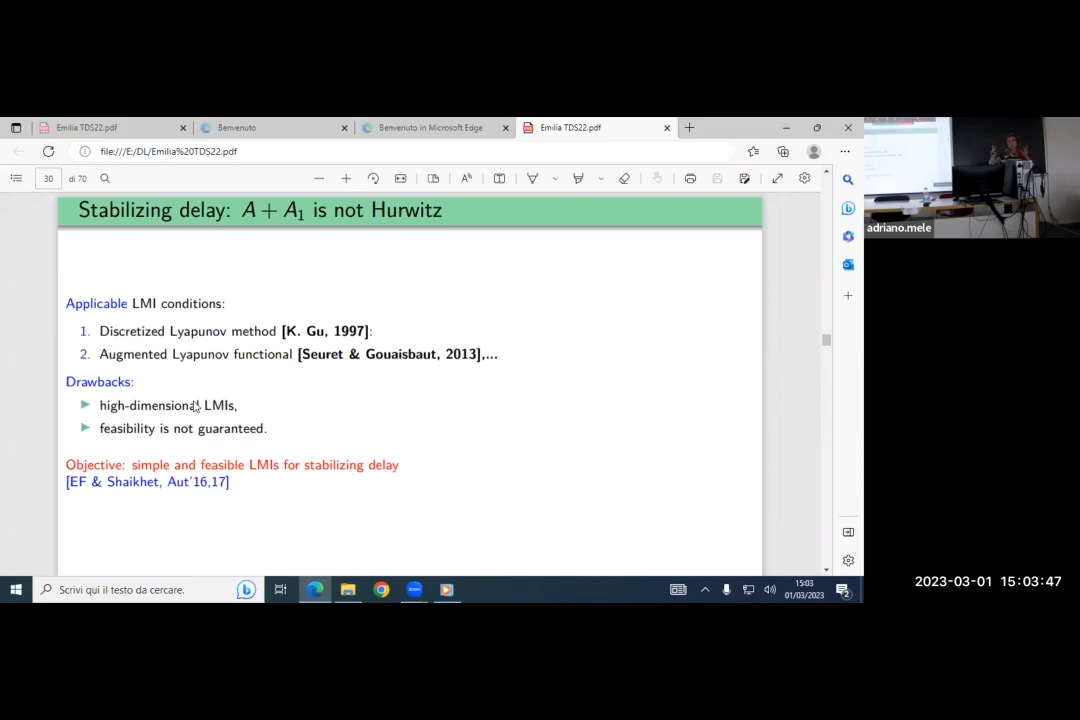 Emilia TDS22.pdf
Benvenuto
Benvenuto in Microsoft Edge
Emilia TDS22.pdf
file:///E:/DL/Emilia%20TDS22.pdf
30 di 70
Stabilizing delay: A + A1 is not Hurwitz
Applicable LMI conditions:
1. Discretized Lyapunov method [K. Gu, 1997]:
2. Augmented Lyapunov functional [Seuret & Gouaisbaut, 2013],...
Drawbacks:
high-dimensional LMIs,
feasibility is not guaranteed.
Objective: simple and feasible LMIs for stabilizing delay
[EF & Shaikhet, Aut'16,17]
adriano.mele
2023-03-01 15:03:47
Scrivi qui il testo da cercare.
zoom
15:03
01/03/2023
2